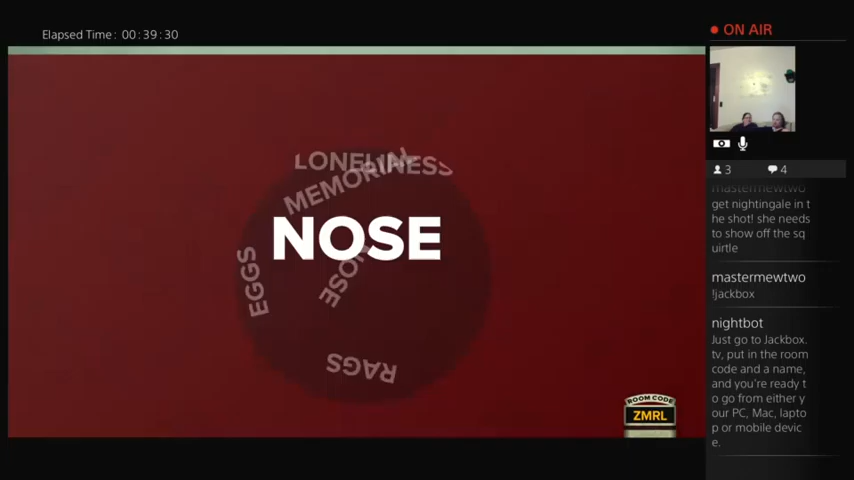 Elapsed Time: 00:39:30
ON AIR
LONELINESS
MEMORIN
NOSE
EGGS
NOSE
RAGS
ROOM CODE
ZMRL
3
4
mastermewtwo
get nightingale in t
he shot! she needs
to show off the sq
uirtle
mastermewtwo
!jackbox
nightbot
Just go to Jackbox.
tv, put in the room
code and a name,
and you're ready t
o go from either y
our PC, Mac, lapto
p or mobile devic
e.